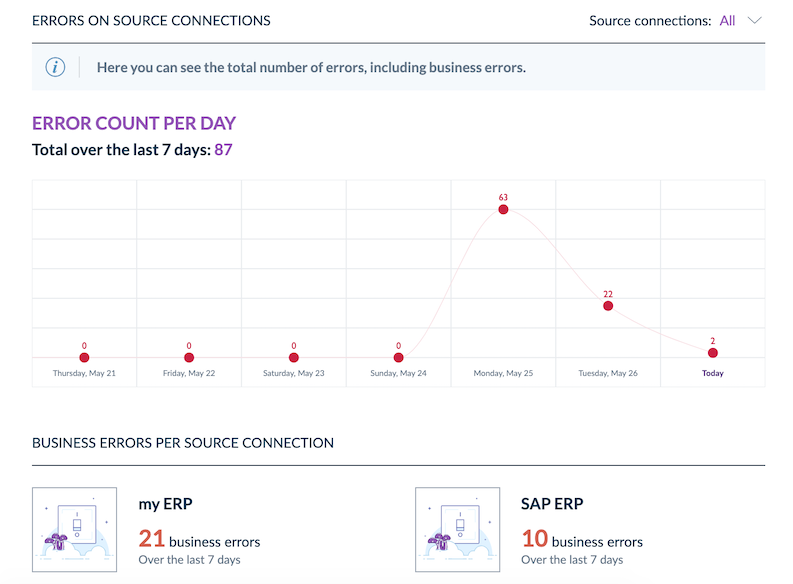 ERRORS ON SOURCE CONNECTIONS
Source connections: All
Here you can see the total number of errors, including business errors.
ERROR COUNT PER DAY
Total over the last 7 days: 87
63
22
2
0 0 0 0
Thursday, May 21 Friday, May 22 Saturday, May 23 Sunday, May 24 Monday, May 25 Tuesday, May 26 Today
BUSINESS ERRORS PER SOURCE CONNECTION
my ERP
21 business errors
Over the last 7 days
SAP ERP
10 business errors
Over the last 7 days